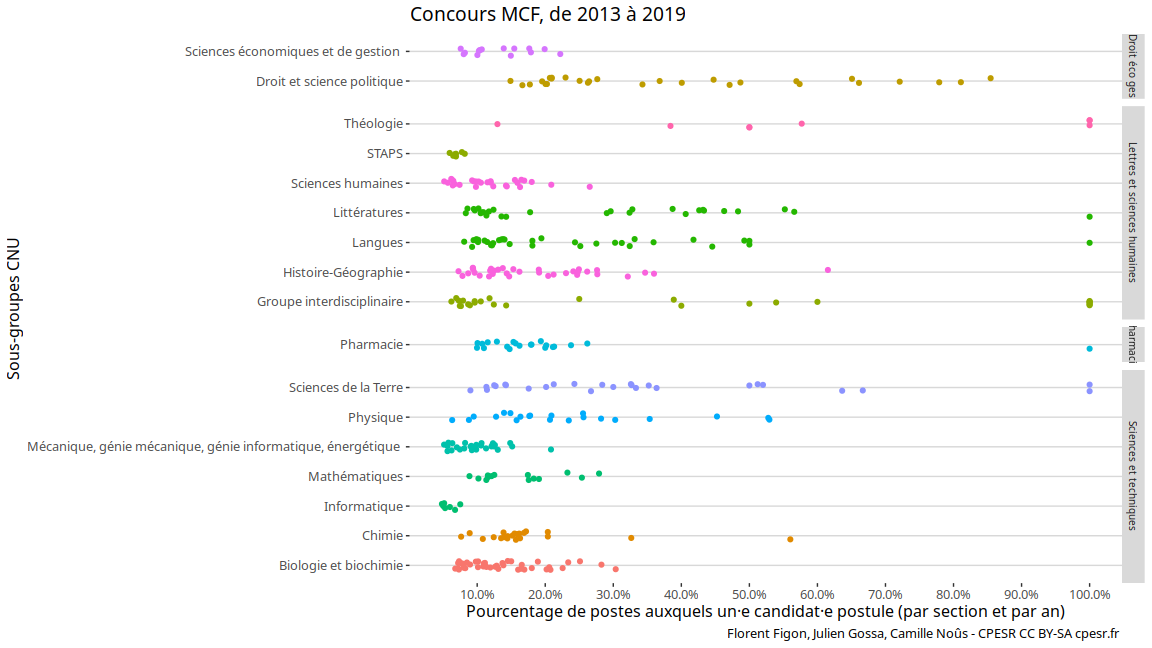 Concours MCF, de 2013 à 2019
Sous-groupes CNU
Sciences économiques et de gestion
Droit et science politique
Droit éco ges
Théologie
STAPS
Sciences humaines
Littératures
Langues
Histoire-Géographie
Groupe interdisciplinaire
Lettres et sciences humaines
Pharmacie
harmaci
Sciences de la Terre
Physique
Mécanique, génie mécanique, génie informatique, énergétique
Mathématiques
Informatique
Chimie
Biologie et biochimie
Sciences et techniques
10.0% 20.0% 30.0% 40.0% 50.0% 60.0% 70.0% 80.0% 90.0% 100.0%
Pourcentage de postes auxquels un·e candidat·e postule (par section et par an)
Florent Figon, Julien Gossa, Camille Noûs - CPESR CC BY-SA cpesr.fr